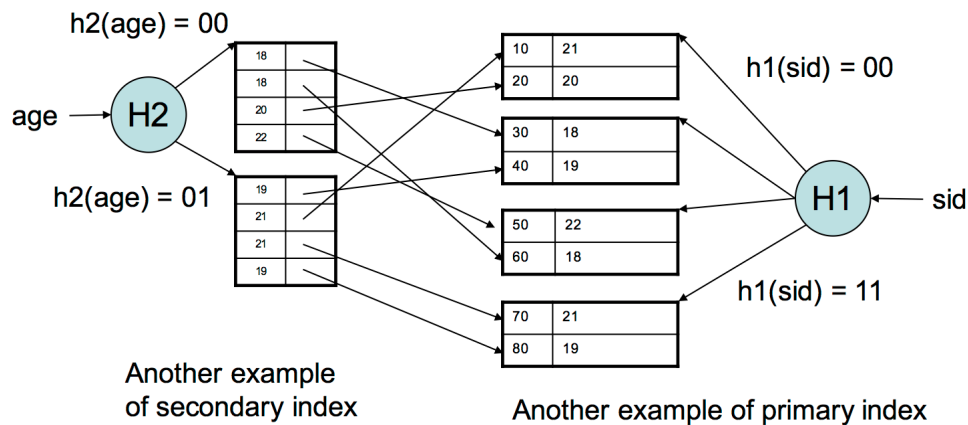 h2(age) = 00
age
H2
h2(age) = 01
18
18
20
22
19
21
21
19
10 21
20 20
30 18
40 19
50 22
60 18
70 21
80 19
h1(sid) = 00
H1
sid
h1(sid) = 11
Another example
of secondary index
Another example of primary index